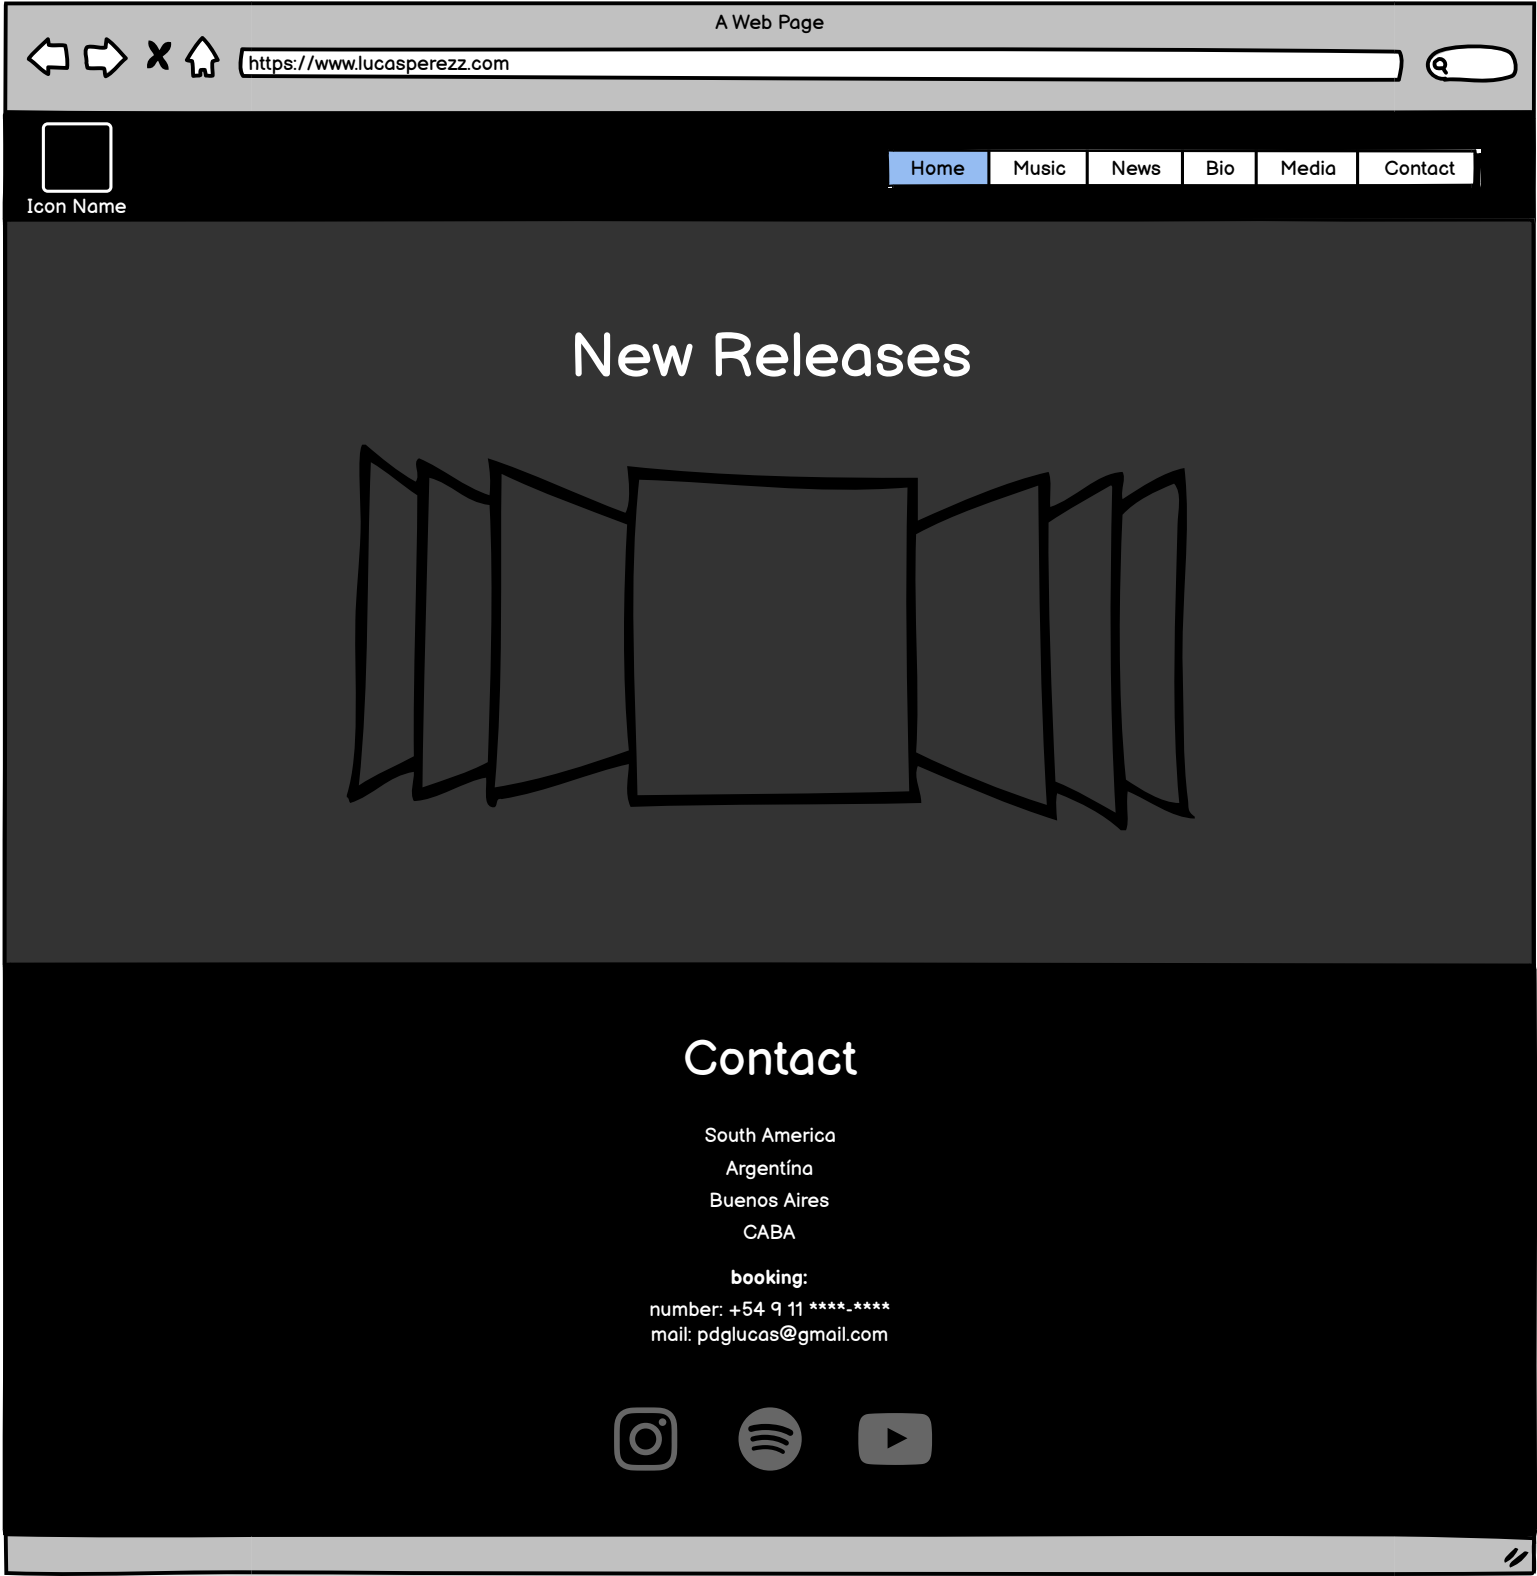 A Web Page
https://www.lucasperezz.com
Icon Name
Home Music News Bio Media Contact
New Releases
Contact
South America
Argentína
Buenos Aires
CABA
booking:
number: +54 9 11 ****-****
mail: pdglucas@gmail.com